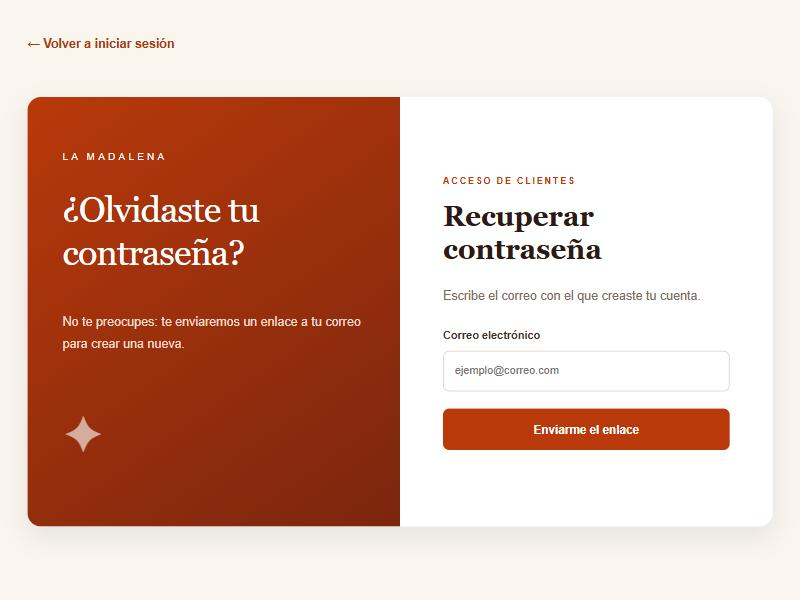 ← Volver a iniciar sesión
LA MADALENA
¿Olvidaste tu
contraseña?
No te preocupes: te enviaremos un enlace a tu correo
para crear una nueva.
ACCESO DE CLIENTES
Recuperar
contraseña
Escribe el correo con el que creaste tu cuenta.
Correo electrónico
ejemplo@correo.com
Enviarme el enlace